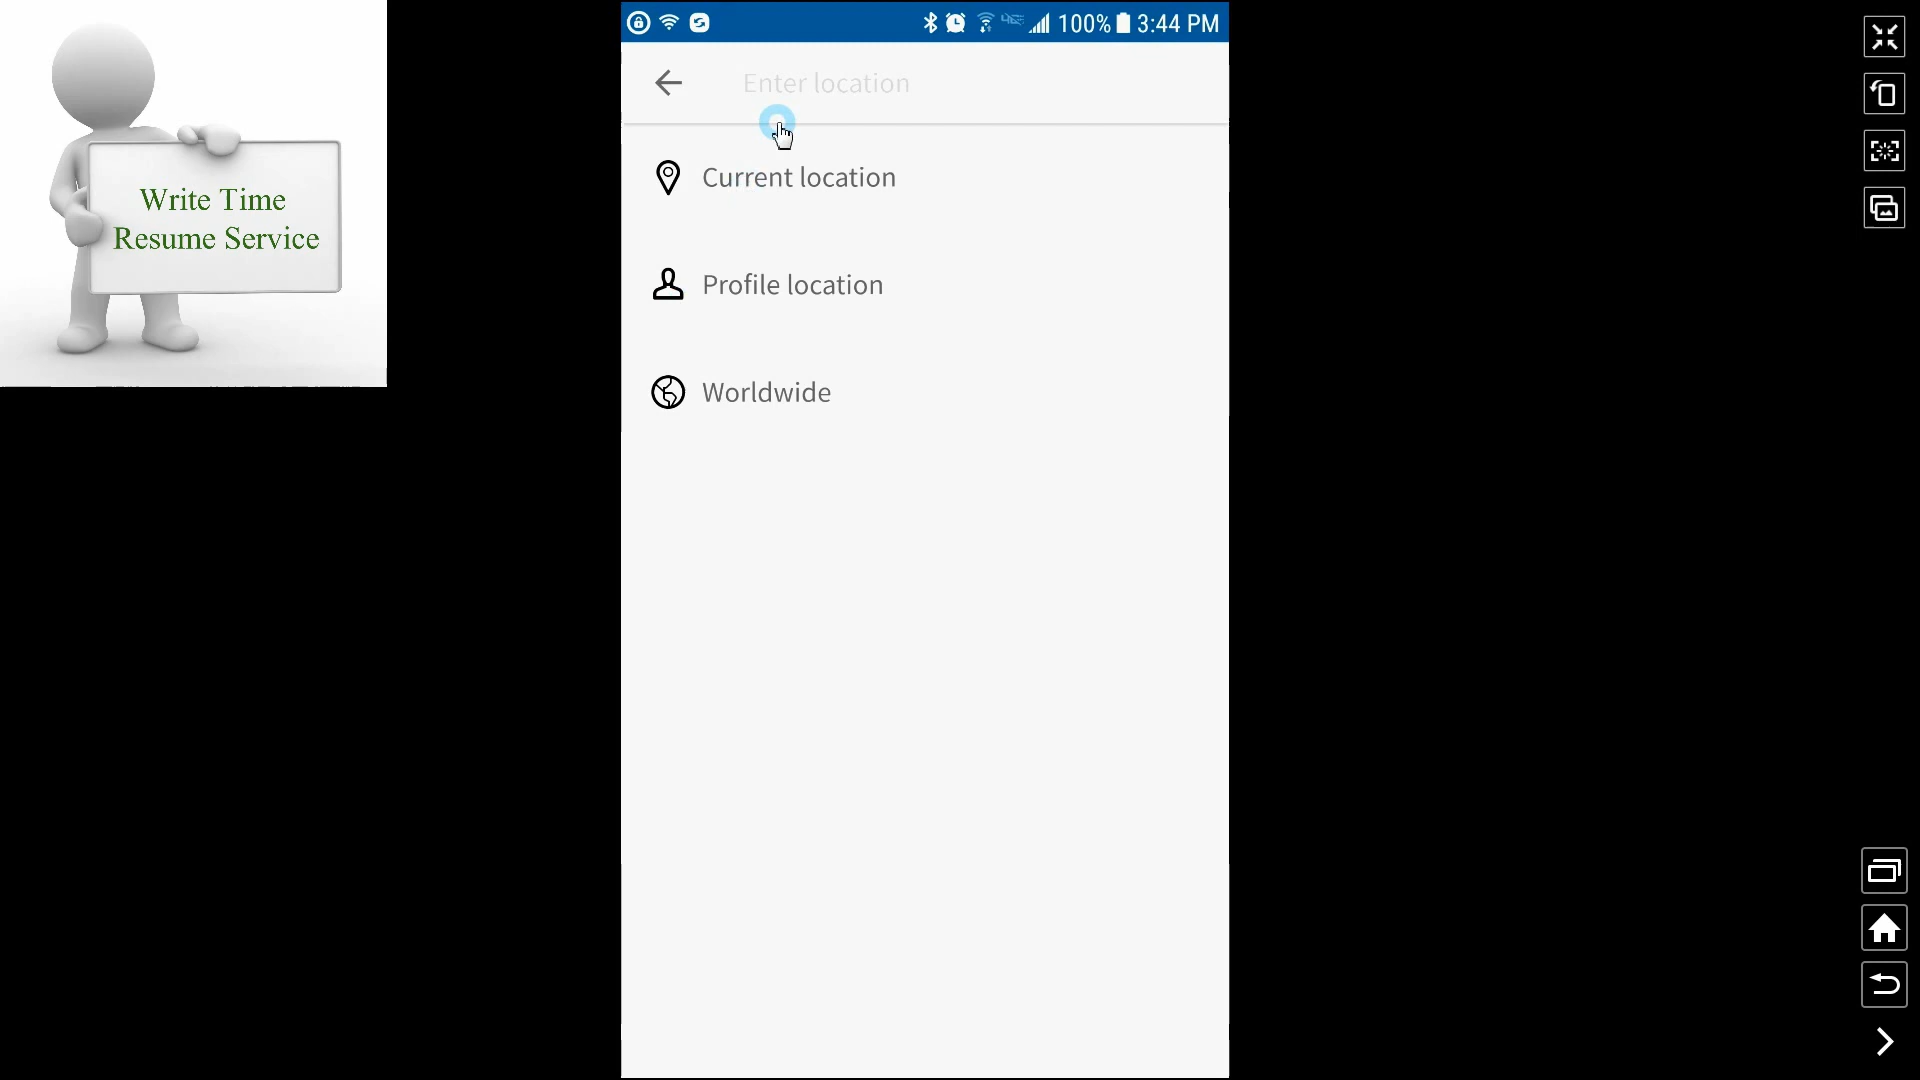 Write Time
Resume Service
100% 3:44 PM
Enter location
Current location
Profile location
Worldwide